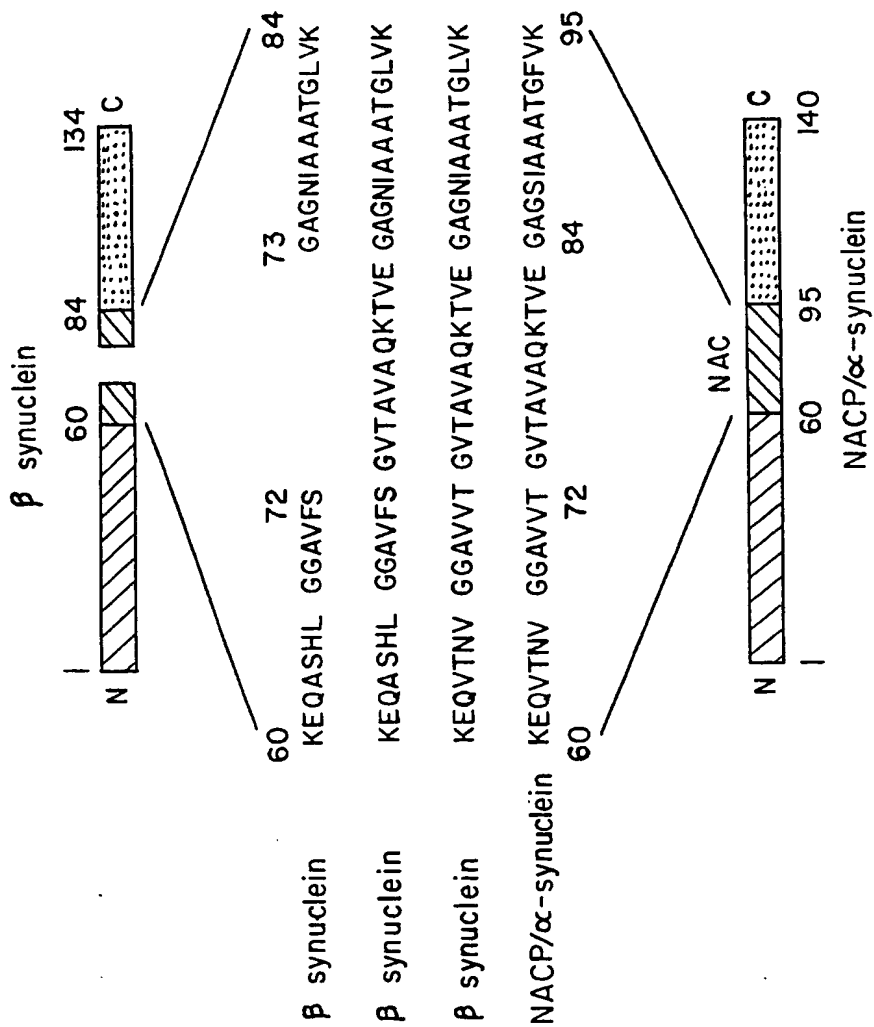 β synuclein
1 60 84 134
N C
60 72 73 84
β synuclein KEQASHL GGAVFS GAGNIAAATGLVK
β synuclein KEQASHL GGAVFS GVTAVAQKTVE GAGNIAAATGLVK
β synuclein KEQVTNV GGAVVT GVTAVAQKTVE GAGNIAAATGLVK
NACP/α-synuclein KEQVTNV GGAVVT GVTAVAQKTVE GAGSIAAATGFVK
60 72 84 95
NAC
N C
1 60 95 140
NACP/α-synuclein